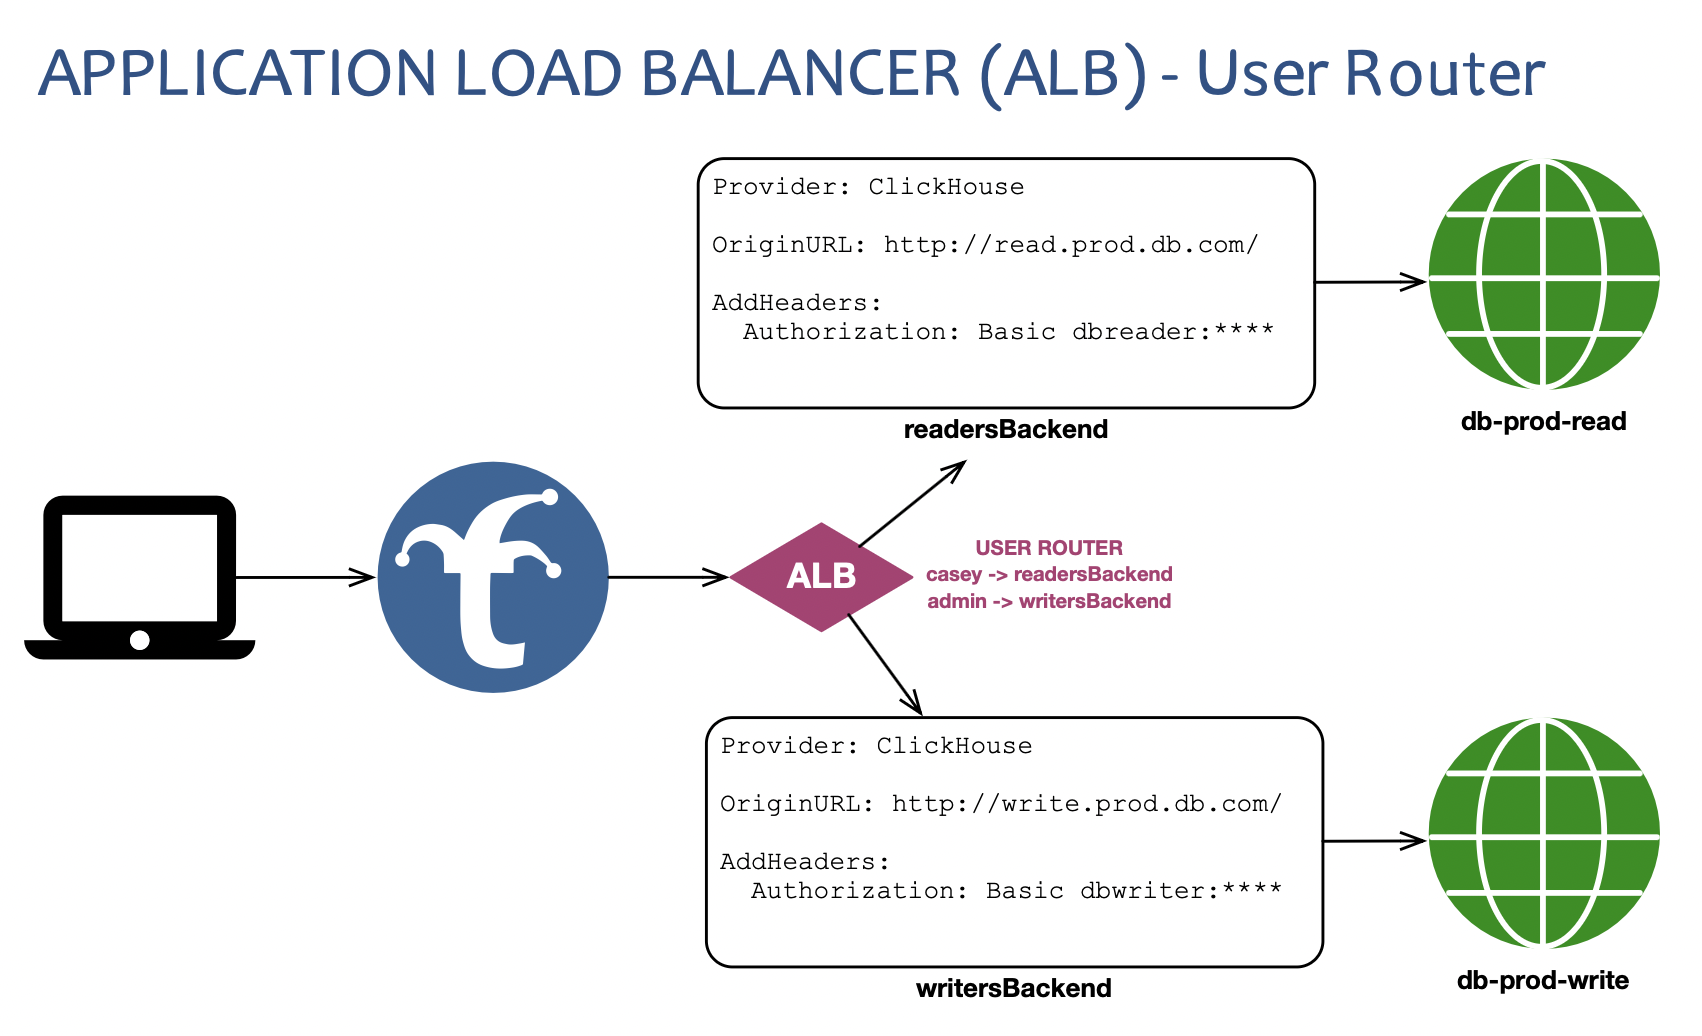 APPLICATION LOAD BALANCER (ALB) - User Router
Provider: ClickHouse
OriginURL: http://read.prod.db.com/
AddHeaders:
Authorization: Basic dbreader:****
readersBackend
db-prod-read
ALB
USER ROUTER
casey -> readersBackend
admin -> writersBackend
Provider: ClickHouse
OriginURL: http://write.prod.db.com/
AddHeaders:
Authorization: Basic dbwriter:****
writersBackend
db-prod-write